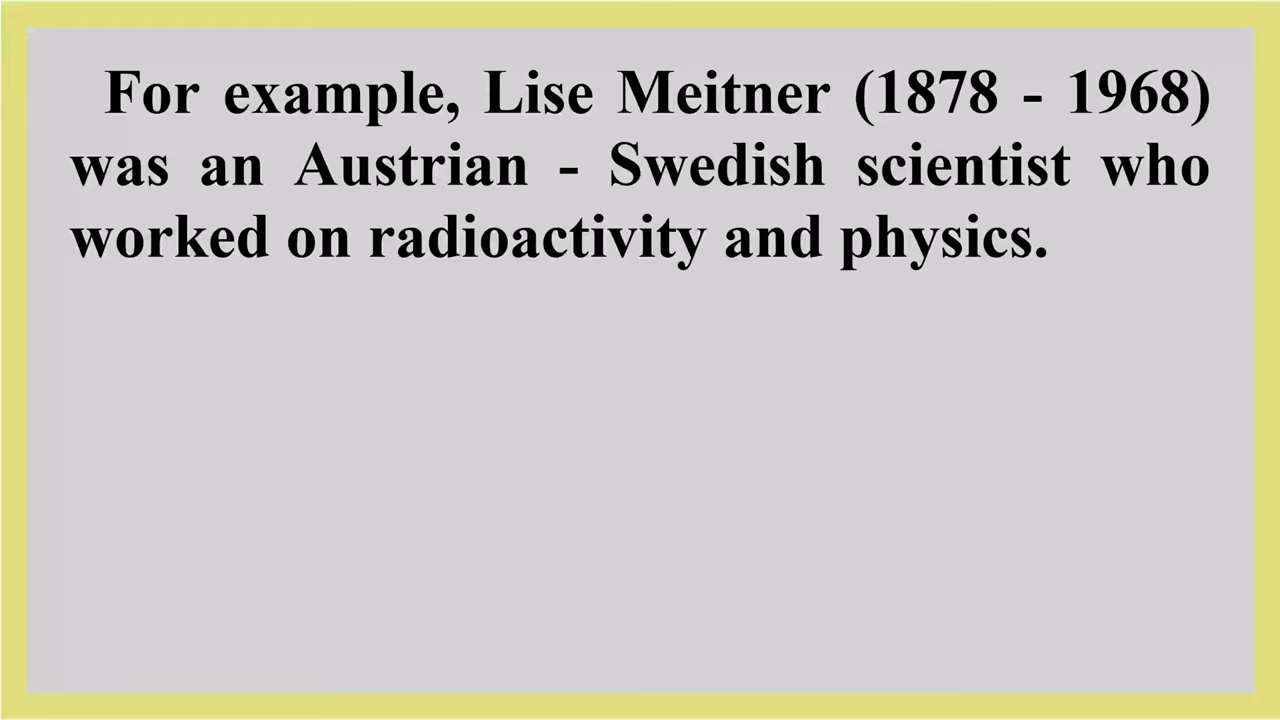 For example, Lise Meitner (1878 - 1968)
was an Austrian - Swedish scientist who
worked on radioactivity and physics.